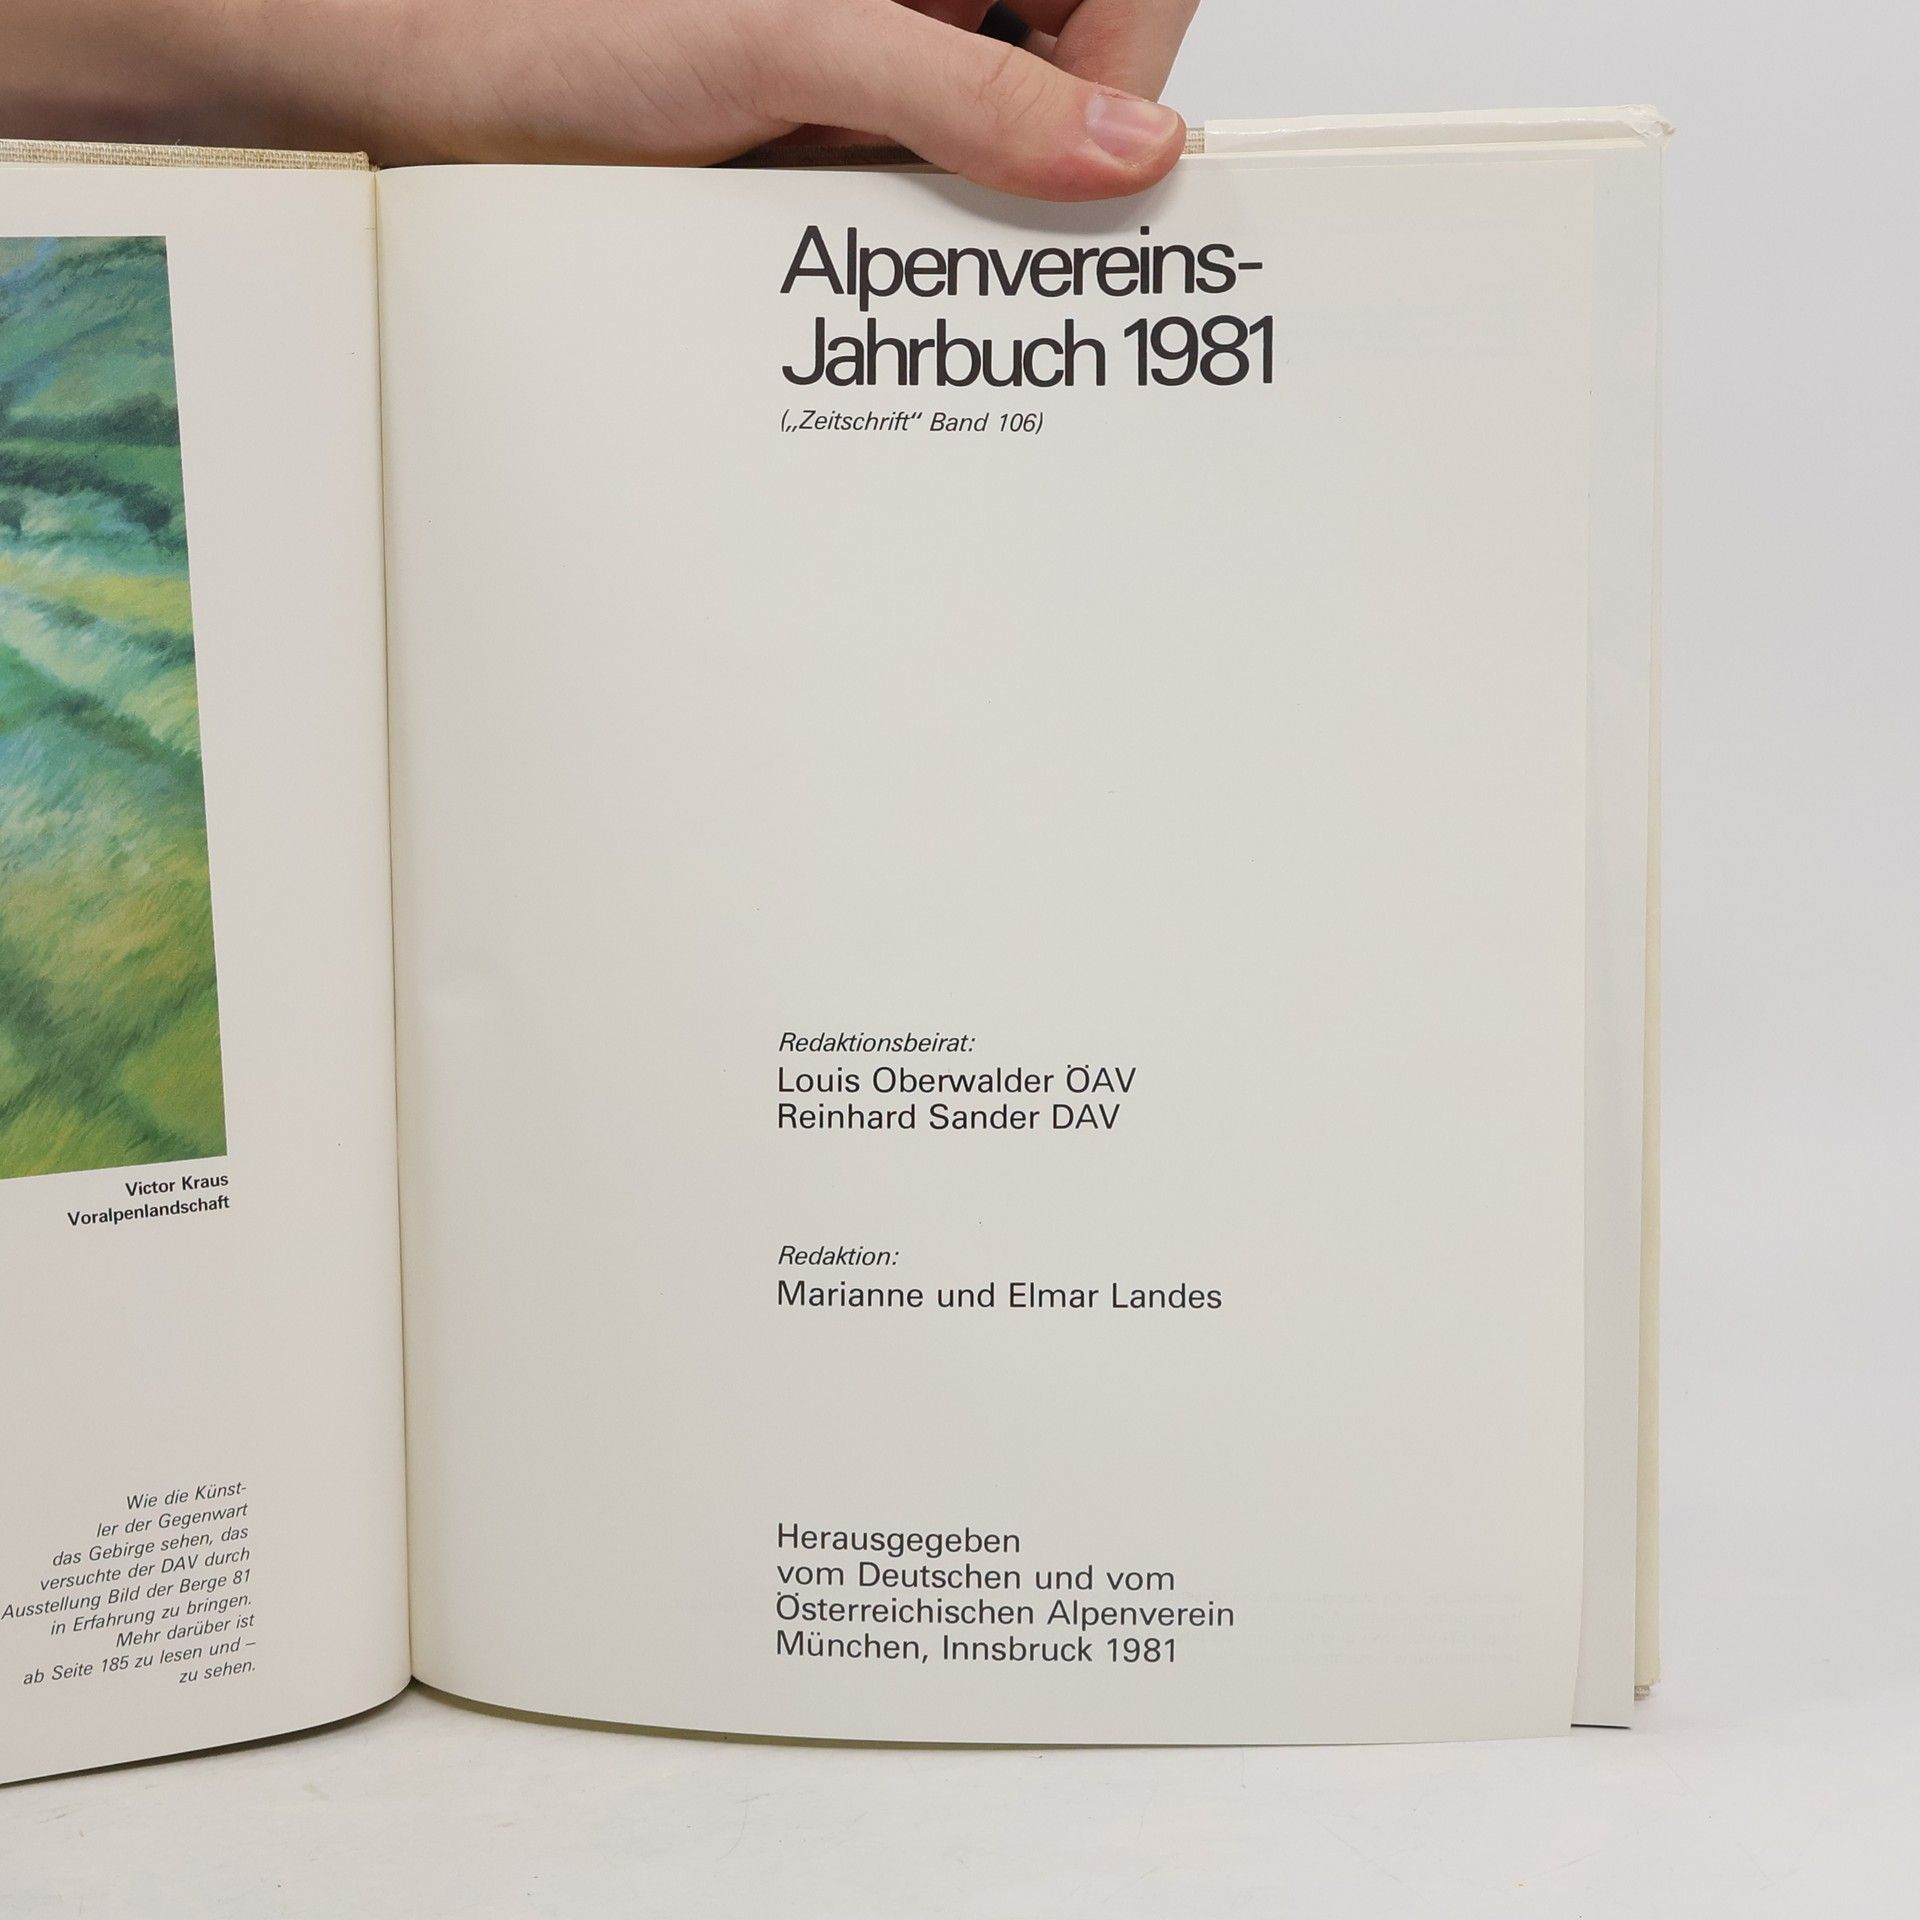 Victor Kraus
Voralpenlandschaft
Wie die Künst-
ler der Gegenwart
das Gebirge sehen, das
versuchte der DAV durch
Ausstellung Bild der Berge 81
in Erfahrung zu bringen.
Mehr darüber ist
ab Seite 185 zu lesen und –
zu sehen.
Alpenvereins-
Jahrbuch 1981
(„Zeitschrift“ Band 106)
Redaktionsbeirat:
Louis Oberwalder ÖAV
Reinhard Sander DAV
Redaktion:
Marianne und Elmar Landes
Herausgegeben
vom Deutschen und vom
Österreichischen Alpenverein
München, Innsbruck 1981